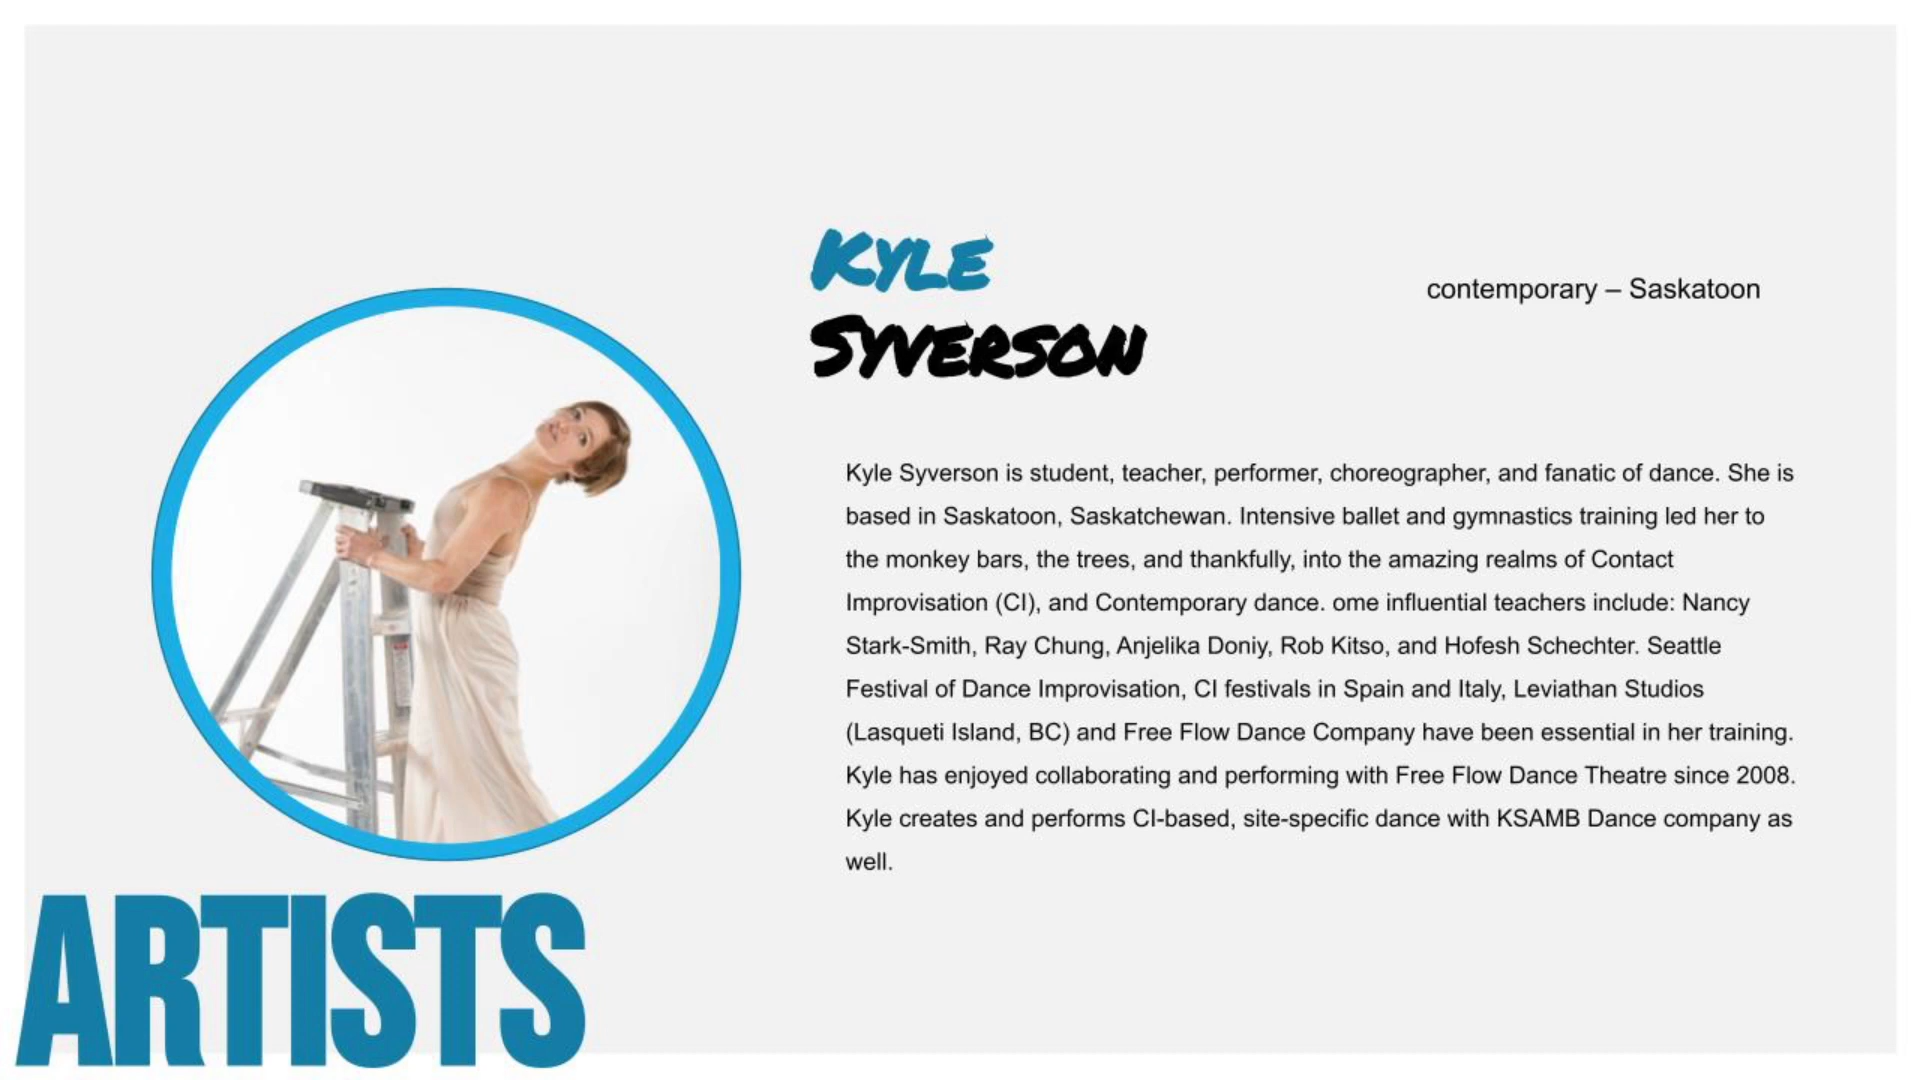 Kyle
Syverson
contemporary – Saskatoon
Kyle Syverson is student, teacher, performer, choreographer, and fanatic of dance. She is
based in Saskatoon, Saskatchewan. Intensive ballet and gymnastics training led her to
the monkey bars, the trees, and thankfully, into the amazing realms of Contact
Improvisation (CI), and Contemporary dance. ome influential teachers include: Nancy
Stark-Smith, Ray Chung, Anjelika Doniy, Rob Kitso, and Hofesh Schechter. Seattle
Festival of Dance Improvisation, CI festivals in Spain and Italy, Leviathan Studios
(Lasqueti Island, BC) and Free Flow Dance Company have been essential in her training.
Kyle has enjoyed collaborating and performing with Free Flow Dance Theatre since 2008.
Kyle creates and performs CI-based, site-specific dance with KSAMB Dance company as
well.
ARTISTS